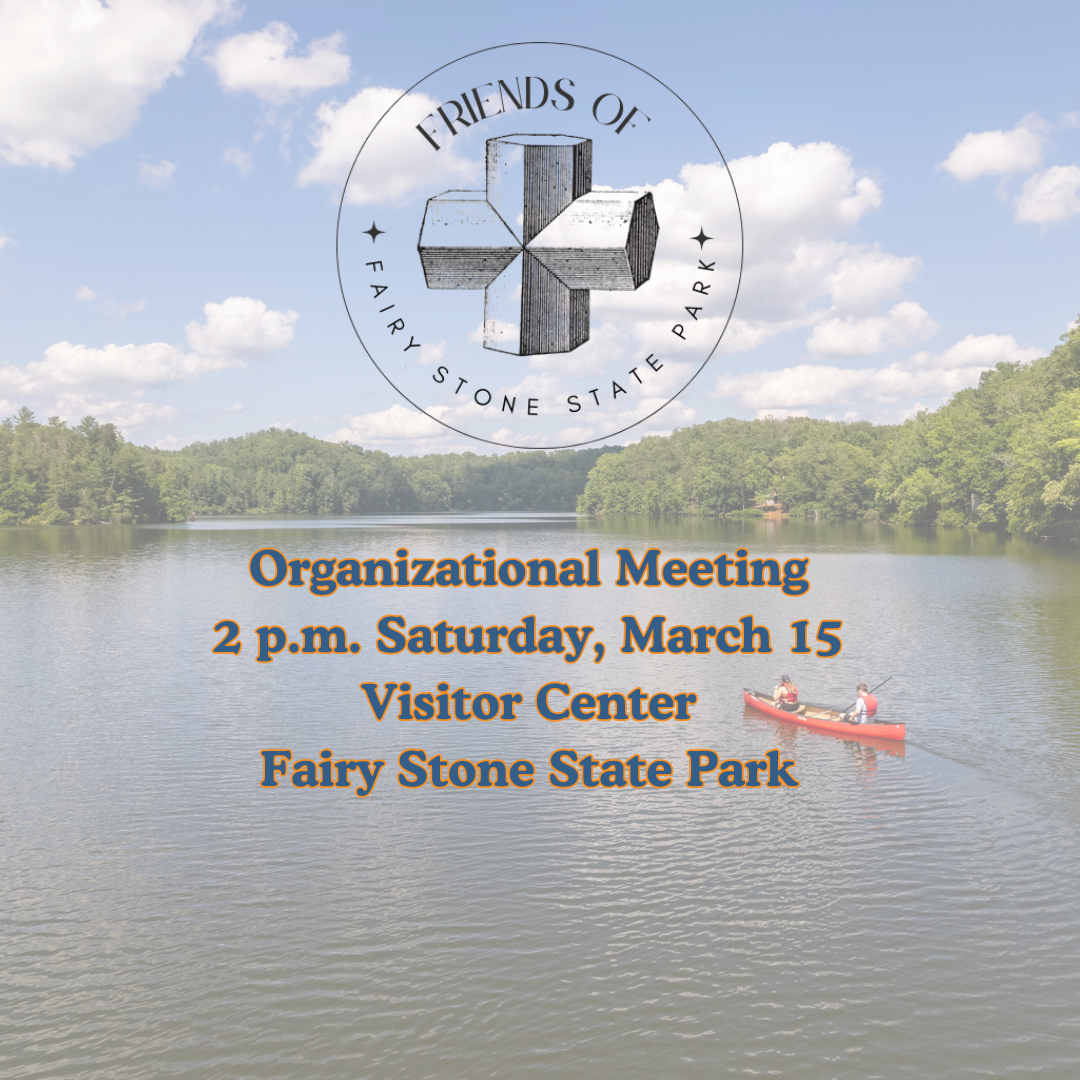 FRIENDS OF
FAIRY STONE STATE PARK
Organizational Meeting
2 p.m. Saturday, March 15
Visitor Center
Fairy Stone State Park